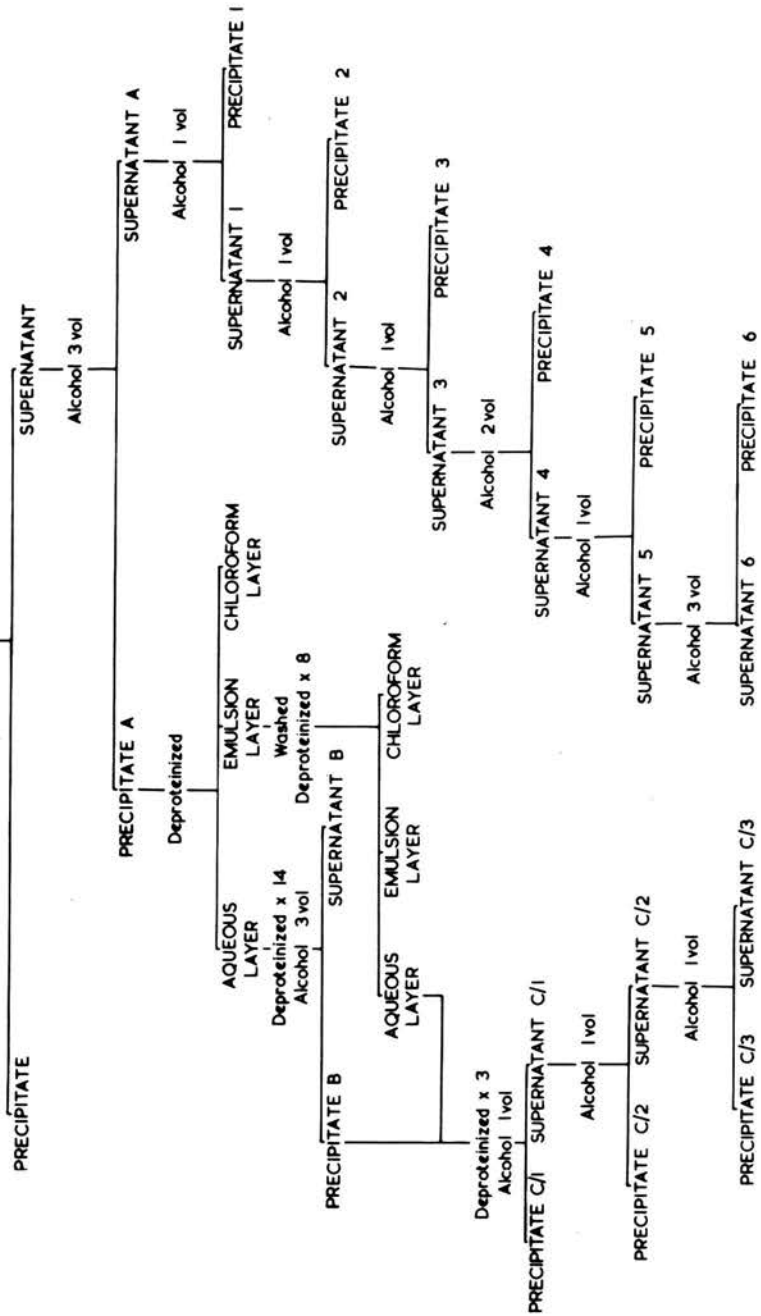 PRECIPITATE
SUPERNATANT
Alcohol 3 vol
PRECIPITATE A
SUPERNATANT A
Deproteinized
Alcohol 1 vol
AQUEOUS
LAYER
EMULSION
LAYER
CHLOROFORM
LAYER
SUPERNATANT 1
PRECIPITATE 1
Deproteinized x 14
Alcohol 3 vol
Washed
Deproteinized x 8
Alcohol 1 vol
PRECIPITATE B
SUPERNATANT B
SUPERNATANT 2
PRECIPITATE 2
AQUEOUS
LAYER
EMULSION
LAYER
CHLOROFORM
LAYER
Alcohol 1 vol
SUPERNATANT 3
PRECIPITATE 3
Deproteinized x 3
Alcohol 1 vol
Alcohol 2 vol
PRECIPITATE C/1
SUPERNATANT C/1
SUPERNATANT 4
PRECIPITATE 4
Alcohol 1 vol
Alcohol 1 vol
PRECIPITATE C/2
SUPERNATANT C/2
SUPERNATANT 5
PRECIPITATE 5
Alcohol 1 vol
Alcohol 3 vol
PRECIPITATE C/3
SUPERNATANT C/3
SUPERNATANT 6
PRECIPITATE 6